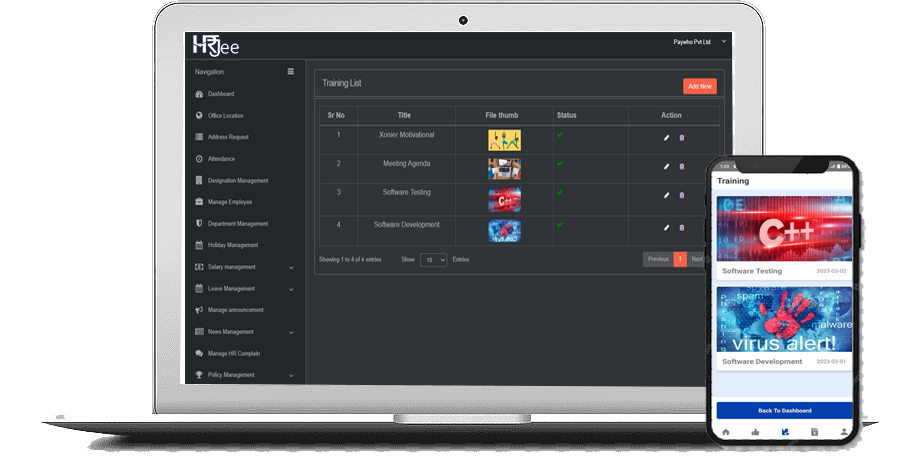 HRJee
Paywho Pvt Ltd
Navigation
Dashboard
Office Location
Address Request
Attendance
Designation Management
Manage Employee
Department Management
Holiday Management
Salary management
Leave Management
Manage announcement
News Management
Manage HR Complain
Policy Management
Training List
Add New
Sr No Title File thumb Status Action
1 Xonier Motivational
2 Meeting Agenda
3 Software Testing
C++
4 Software Development
virus alert!
Showing 1 to 4 of 4 entries Show 10 Entries
Previous 1 Next
1:23
Training
C++
Software Testing 2023-03-02
spyware
spam
malware
virus alert!
Software Development 2023-03-01
Back To Dashboard